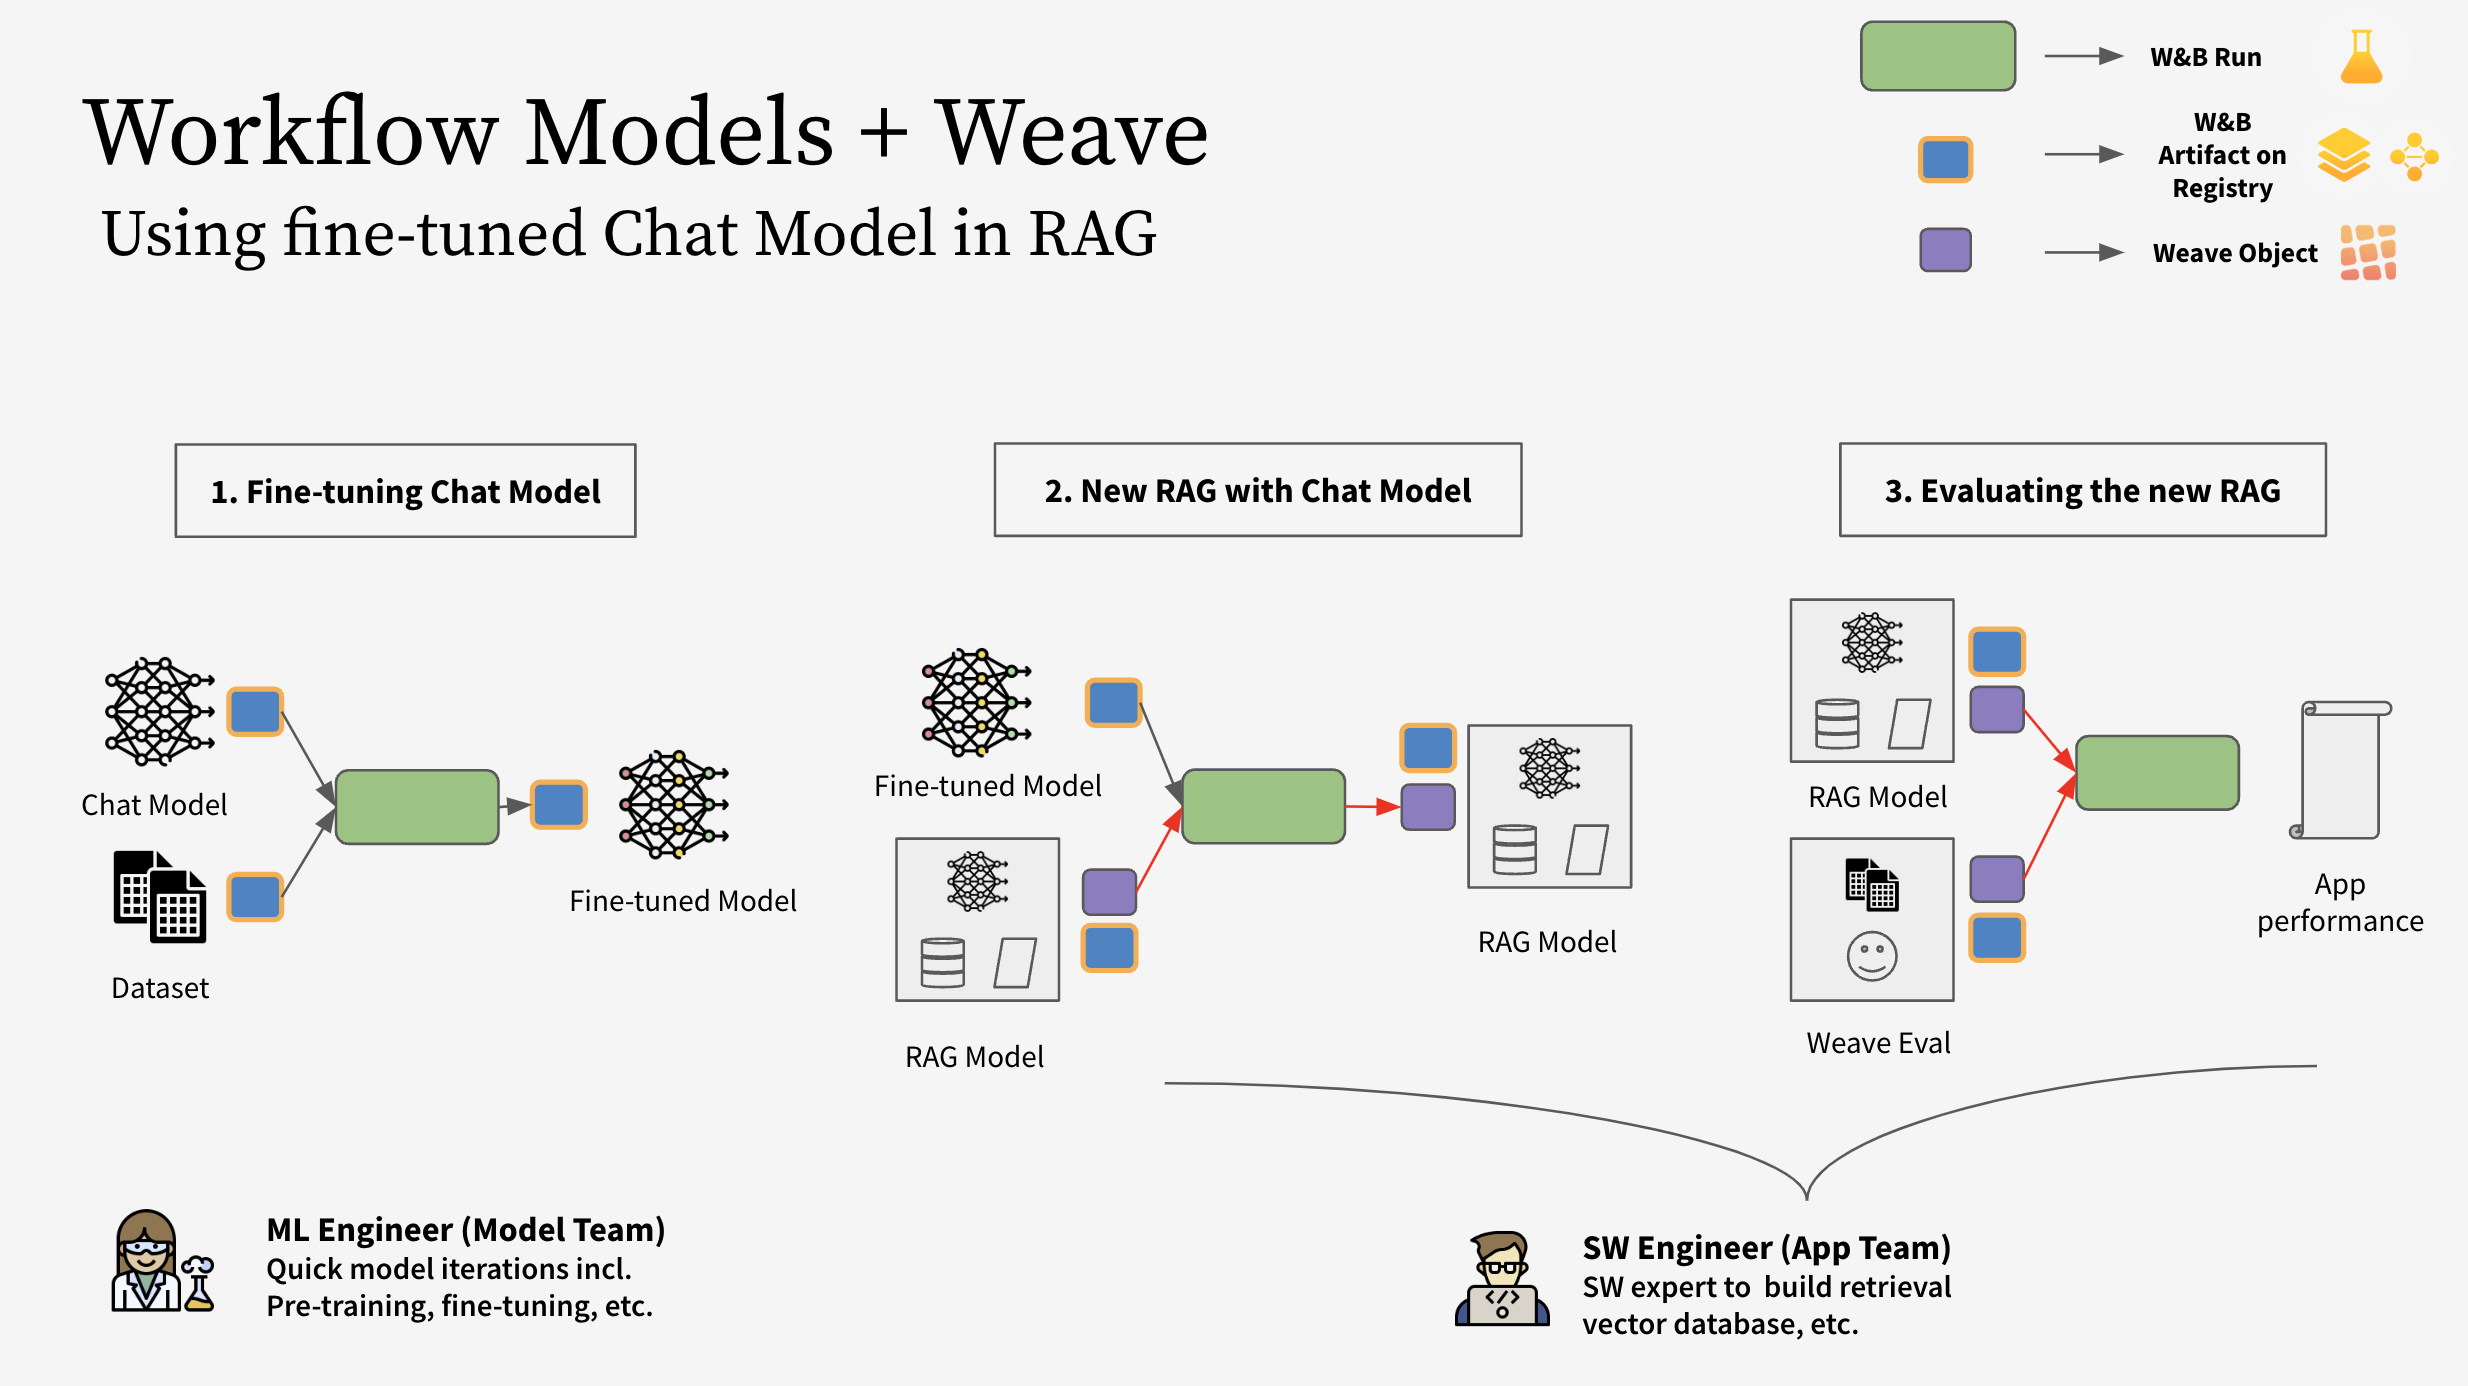 Workflow Models + Weave
Using fine-tuned Chat Model in RAG
W&B Run
W&B
Artifact on
Registry
Weave Object
1. Fine-tuning Chat Model
2. New RAG with Chat Model
3. Evaluating the new RAG
Chat Model
Dataset
Fine-tuned Model
Fine-tuned Model
RAG Model
RAG Model
RAG Model
Weave Eval
App
performance
ML Engineer (Model Team)
Quick model iterations incl.
Pre-training, fine-tuning, etc.
SW Engineer (App Team)
SW expert to  build retrieval
vector database, etc.